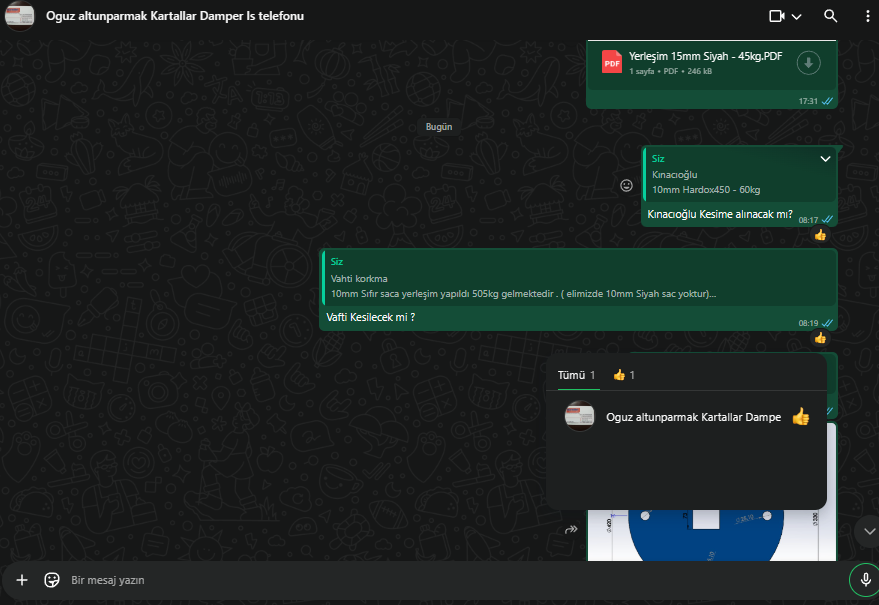 Oguz altunparmak Kartallar Damper Is telefonu
PDF
Yerleşim 15mm Siyah - 45kg.PDF
1 sayfa • PDF • 246 kB
17:31
Bugün
Siz
Kınacıoğlu
10mm Hardox450 - 60kg
Kınacıoğlu Kesime alınacak mı?
08:17
Siz
Vahti korkma
10mm Sıfır saca yerleşim yapıldı 505kg gelmektedir . ( elimizde 10mm Siyah sac yoktur)...
Vafti Kesilecek mi ?
08:19
Tümü 1
1
Oguz altunparmak Kartallar Dampe
Bir mesaj yazın